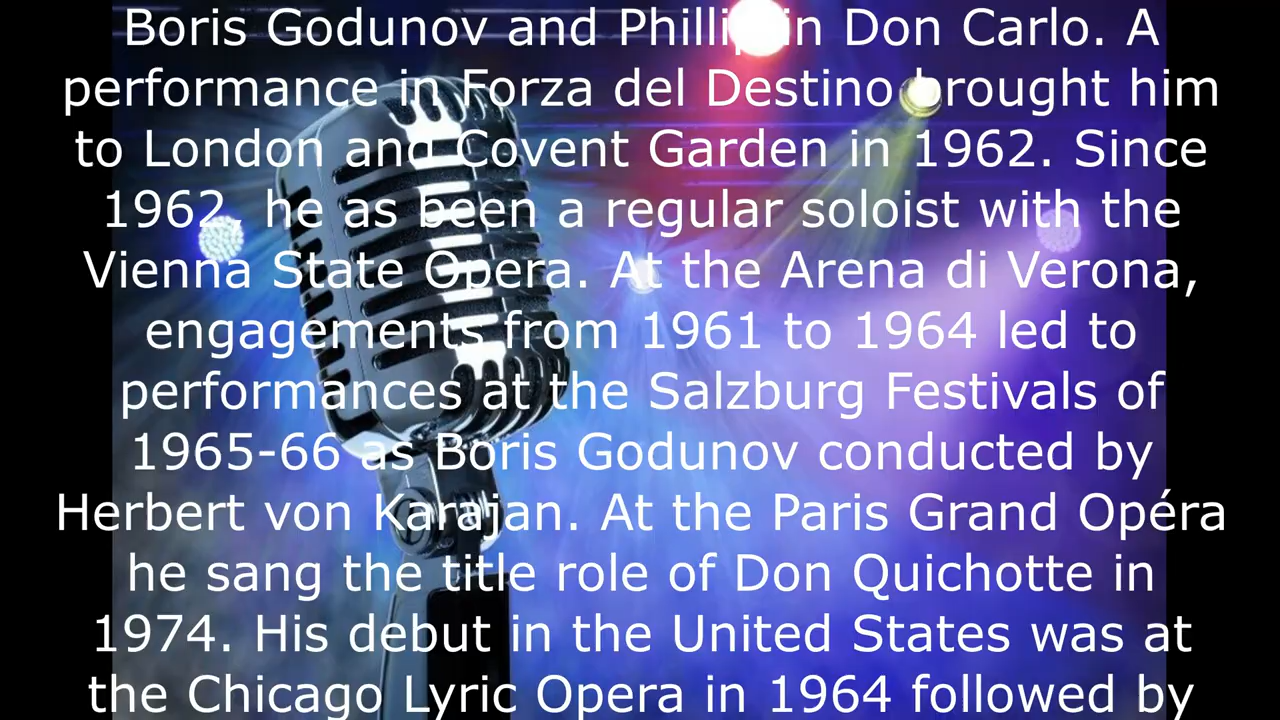 Boris Godunov and Phillip in Don Carlo. A
performance in Forza del Destino brought him
to London and Covent Garden in 1962. Since
1962, he as been a regular soloist with the
Vienna State Opera. At the Arena di Verona,
engagements from 1961 to 1964 led to
performances at the Salzburg Festivals of
1965-66 as Boris Godunov conducted by
Herbert von Karajan. At the Paris Grand Opéra
he sang the title role of Don Quichotte in
1974. His debut in the United States was at
the Chicago Lyric Opera in 1964 followed by